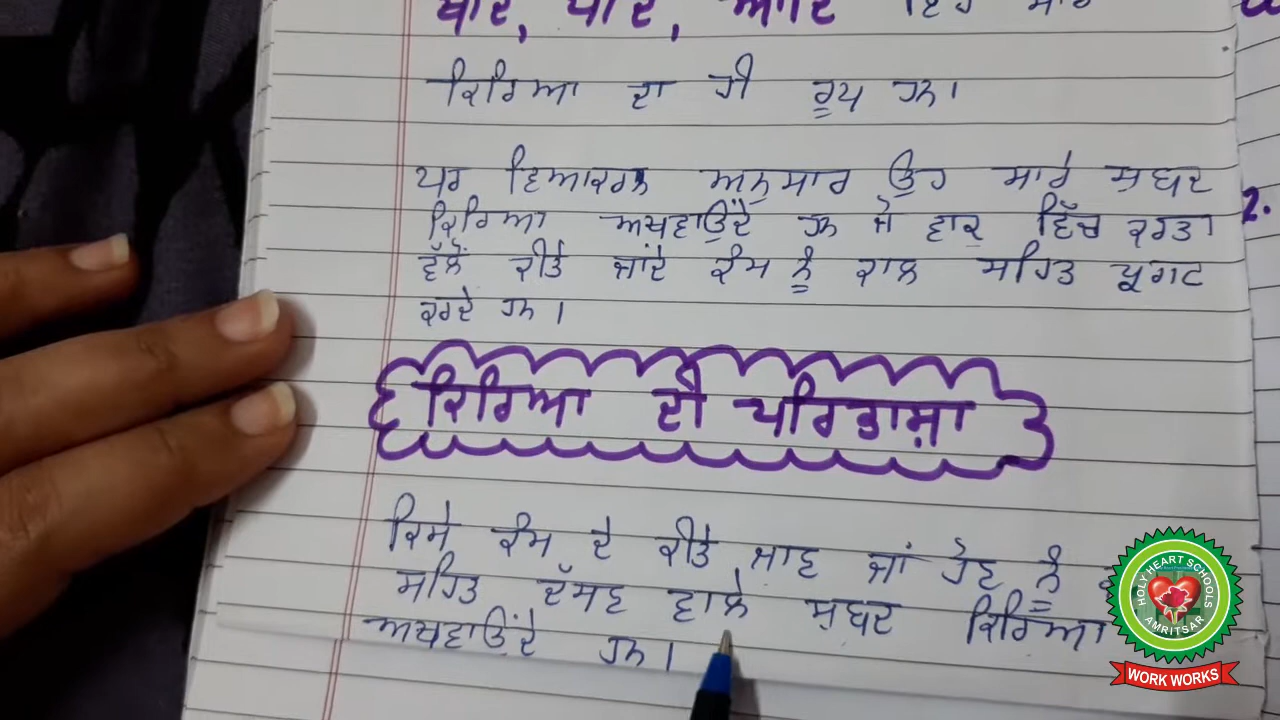 ਕਿਰਿਆ ਦਾ ਹੀ ਰੂਪ ਹਨ।
ਪਰ ਵਿਆਕਰਨ ਅਨੁਸਾਰ ਉਹ ਸਾਰੇ ਸ਼ਬਦ
ਕਿਰਿਆ ਅਖਵਾਉਂਦੇ ਹਨ ਜੋ ਵਾਕ ਵਿੱਚ ਕਰਤਾ
ਵੱਲੋਂ ਕੀਤੇ ਜਾਂਦੇ ਕੰਮ ਨੂੰ ਕਾਲ ਸਹਿਤ ਪ੍ਰਗਟ
ਕਰਦੇ ਹਨ।
ਕਿਰਿਆ ਦੀ ਪਰਿਭਾਸ਼ਾ
ਕਿਸੇ ਕੰਮ ਦੇ ਕੀਤੇ ਜਾਣ ਜਾਂ ਹੋਣ ਨੂੰ
ਸਹਿਤ ਦੱਸਣ ਵਾਲੇ ਸ਼ਬਦ ਕਿਰਿਆ
ਅਖਵਾਉਂਦੇ ਹਨ।
2.
HOLY HEART SCHOOLS
AMRITSAR
WORK WORKS